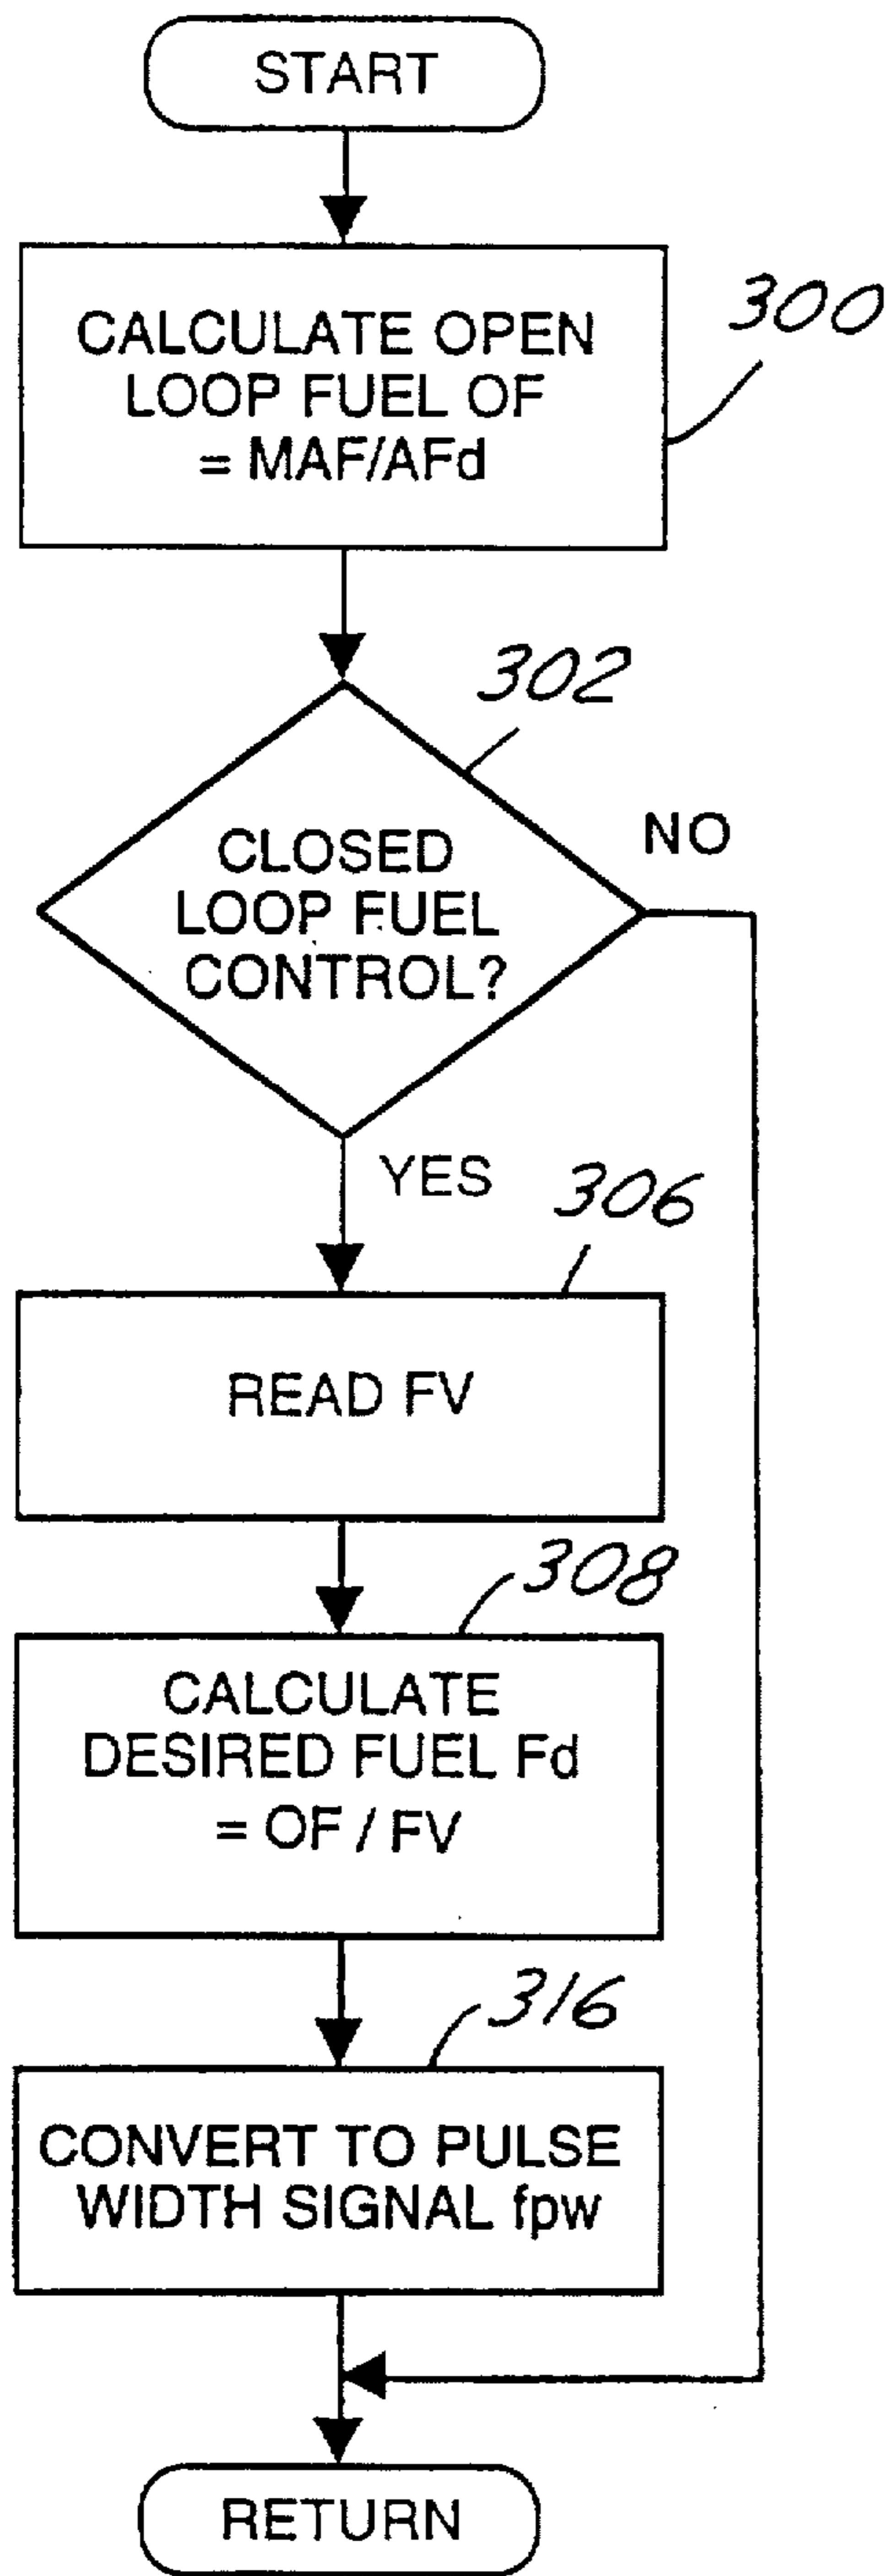 START
300
CALCULATE OPEN
LOOP FUEL OF
= MAF/AFd
302
CLOSED
LOOP FUEL
CONTROL?
NO
YES
306
READ FV
308
CALCULATE
DESIRED FUEL Fd
= OF / FV
316
CONVERT TO PULSE
WIDTH SIGNAL fpw
RETURN